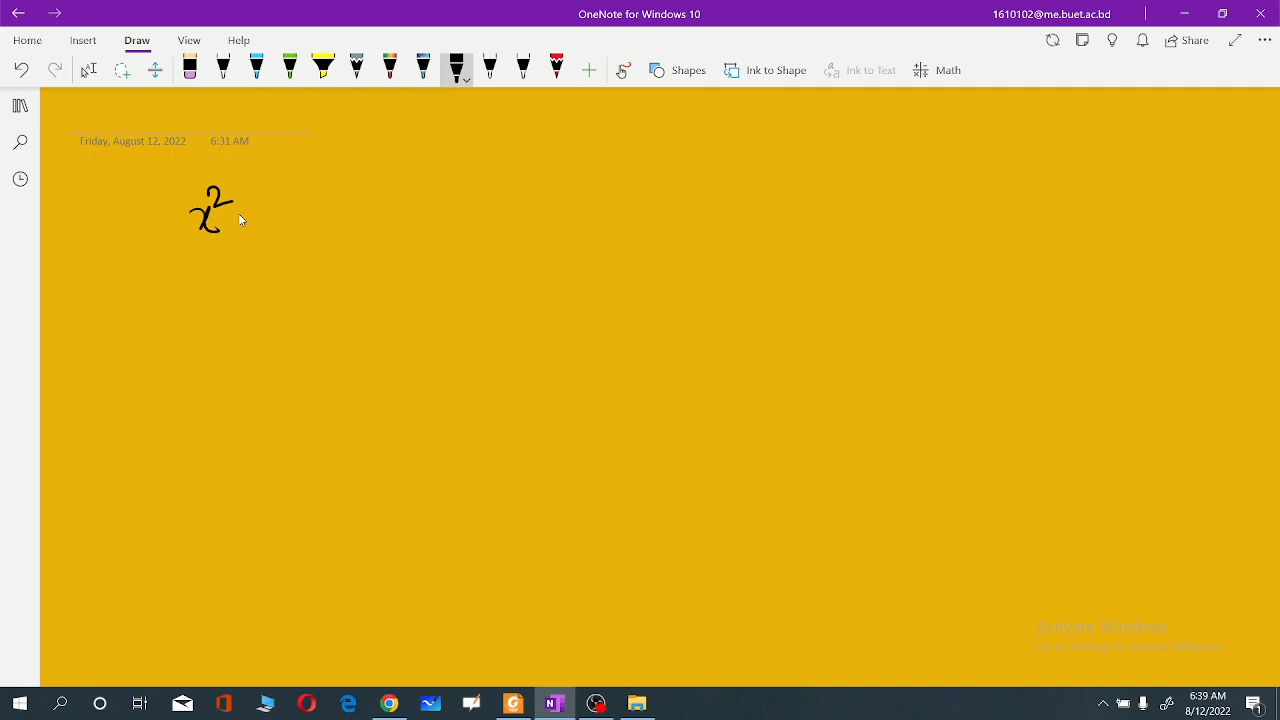 OneNote for Windows 10
1610102@me.buet.ac.bd
Home Insert Draw View Help
Share
Shapes Ink to Shape Ink to Text Math
Friday, August 12, 2022 6:31 AM
x²
Activate Windows
Go to Settings to activate Windows.
6:39 AM
8/12/2022